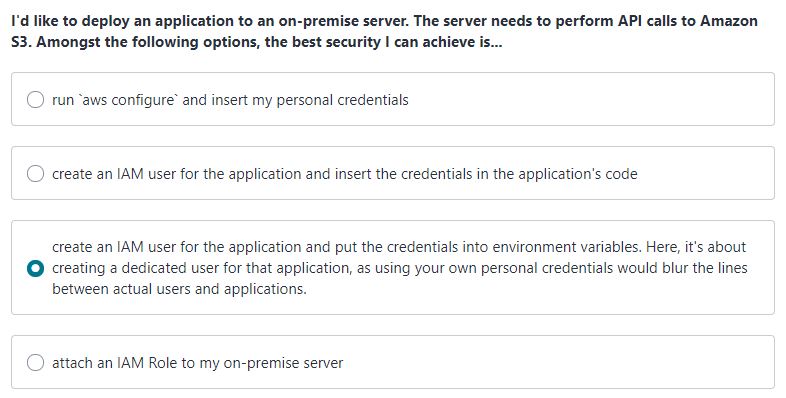 I'd like to deploy an application to an on-premise server. The server needs to perform API calls to Amazon
S3. Amongst the following options, the best security I can achieve is...
run `aws configure` and insert my personal credentials
create an IAM user for the application and insert the credentials in the application's code
create an IAM user for the application and put the credentials into environment variables. Here, it's about
creating a dedicated user for that application, as using your own personal credentials would blur the lines
between actual users and applications.
attach an IAM Role to my on-premise server